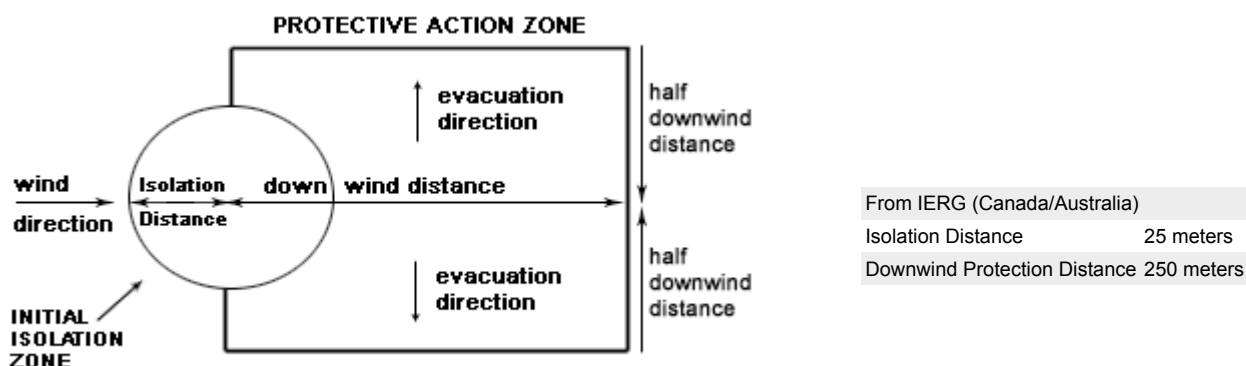 PROTECTIVE ACTION ZONE
evacuation
direction
half
downwind
distance
wind
direction
Isolation
Distance
down wind distance
evacuation
direction
half
downwind
distance
INITIAL
ISOLATION
ZONE
From IERG (Canada/Australia)
Isolation Distance 25 meters
Downwind Protection Distance 250 meters